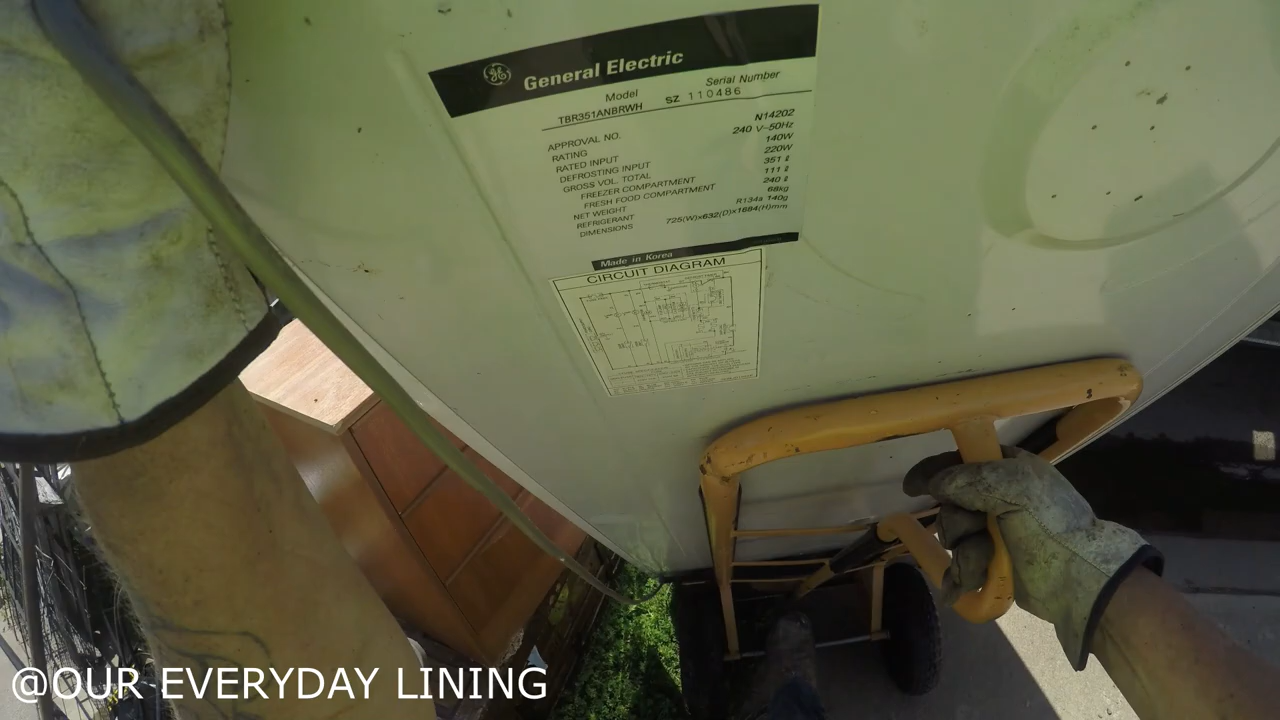 General Electric
Model
Serial Number
TBR351ANBRWH
SZ 110486
APPROVAL NO. N14202
RATING 240 V-50Hz
RATED INPUT 140W
DEFROSTING INPUT 220W
GROSS VOL. TOTAL 351 ℓ
FREEZER COMPARTMENT 111 ℓ
FRESH FOOD COMPARTMENT 240 ℓ
NET WEIGHT 68kg
REFRIGERANT R134a 140g
DIMENSIONS 725(W)x632(D)x1684(H)mm
Made in Korea
CIRCUIT DIAGRAM
@OUR EVERYDAY LINING